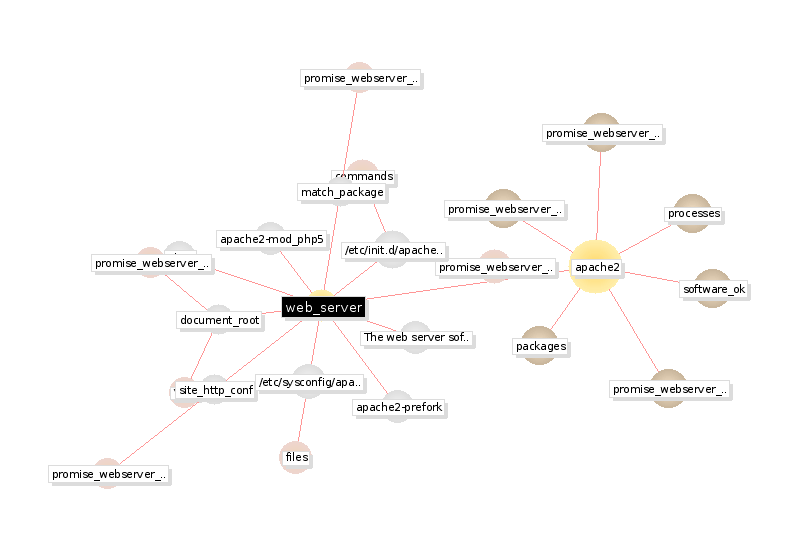 promise_webserver_..
promise_webserver_..
commands
match_package
promise_webserver_..
processes
apache2-mod_php5
/etc/init.d/apache..
promise_webserver_..
promise_webserver_..
apache2
software_ok
web_server
document_root
The web server sof..
packages
/etc/sysconfig/apa..
site_http_conf
promise_webserver_..
apache2-prefork
files
promise_webserver_..